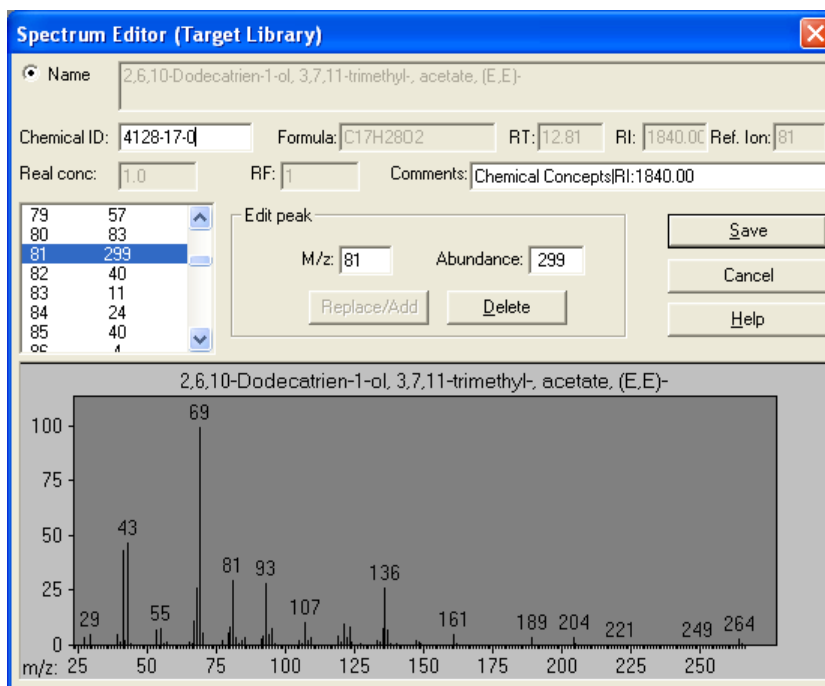 Spectrum Editor (Target Library)
Name 2,6,10-Dodecatrien-1-ol, 3,7,11-trimethyl-, acetate, (E,E)-
Chemical ID: 4128-17-0 Formula: C17H28O2 RT: 12.81 RI: 1840.00 Ref. Ion: 81
Real conc: 1.0 RF: 1 Comments: Chemical Concepts|RI:1840.00
79 57
80 83
81 299
82 40
83 11
84 24
85 40
86 4
Edit peak
M/z: 81 Abundance: 299
Replace/Add Delete
Save
Cancel
Help
2,6,10-Dodecatrien-1-ol, 3,7,11-trimethyl-, acetate, (E,E)-
100
75
50
25
0
69
43
81
93
136
29
55
107
161
189
204
221
249
264
m/z: 25 50 75 100 125 150 175 200 225 250